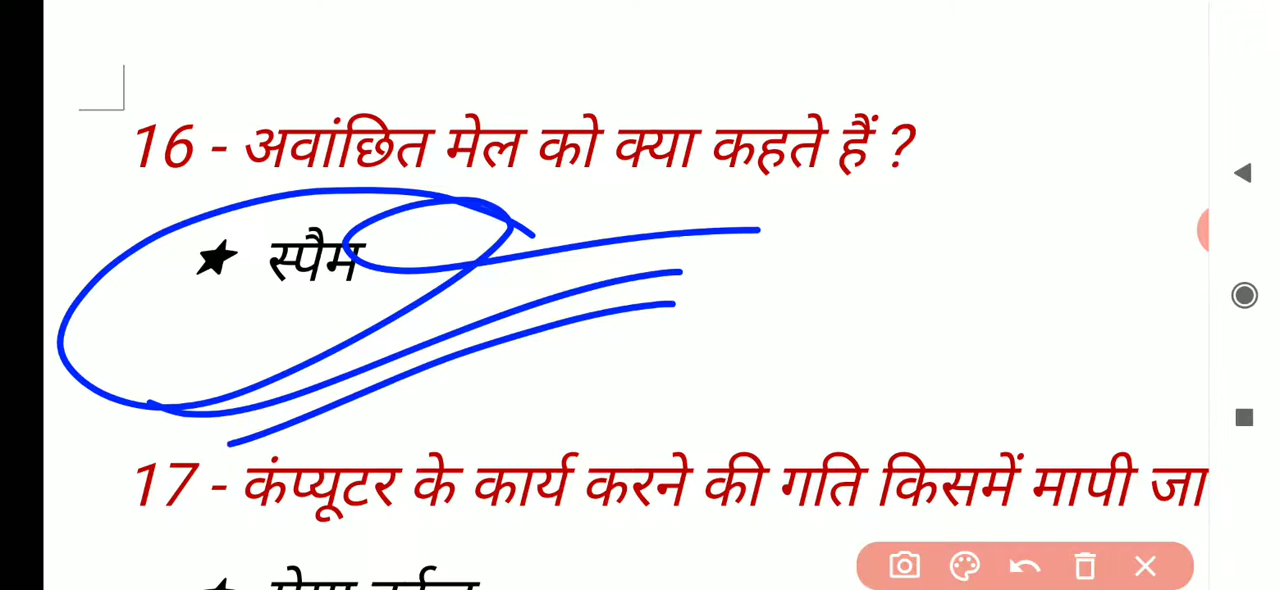 16 - अवांछित मेल को क्या कहते हैं ?
★ स्पैम
17 - कंप्यूटर के कार्य करने की गति किसमें मापी जा